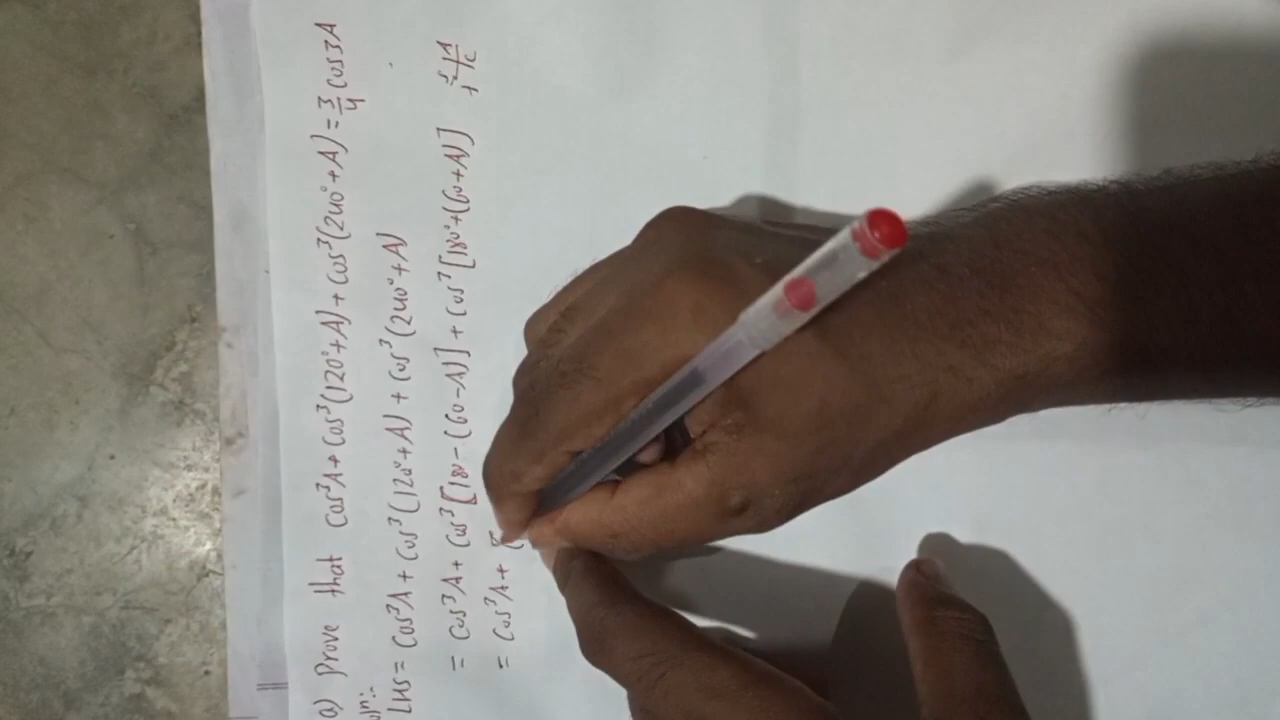 a) Prove that Cos³A + Cos³(120°+A) + Cos³(240°+A) = 3/4 Cos3A
Solⁿ:-
LHS = Cos³A + Cos³(120°+A) + Cos³(240°+A)
= Cos³A + Cos³[180-(60-A)] + Cos³[180°+(60+A)] S|A T|C
= Cos³A + {